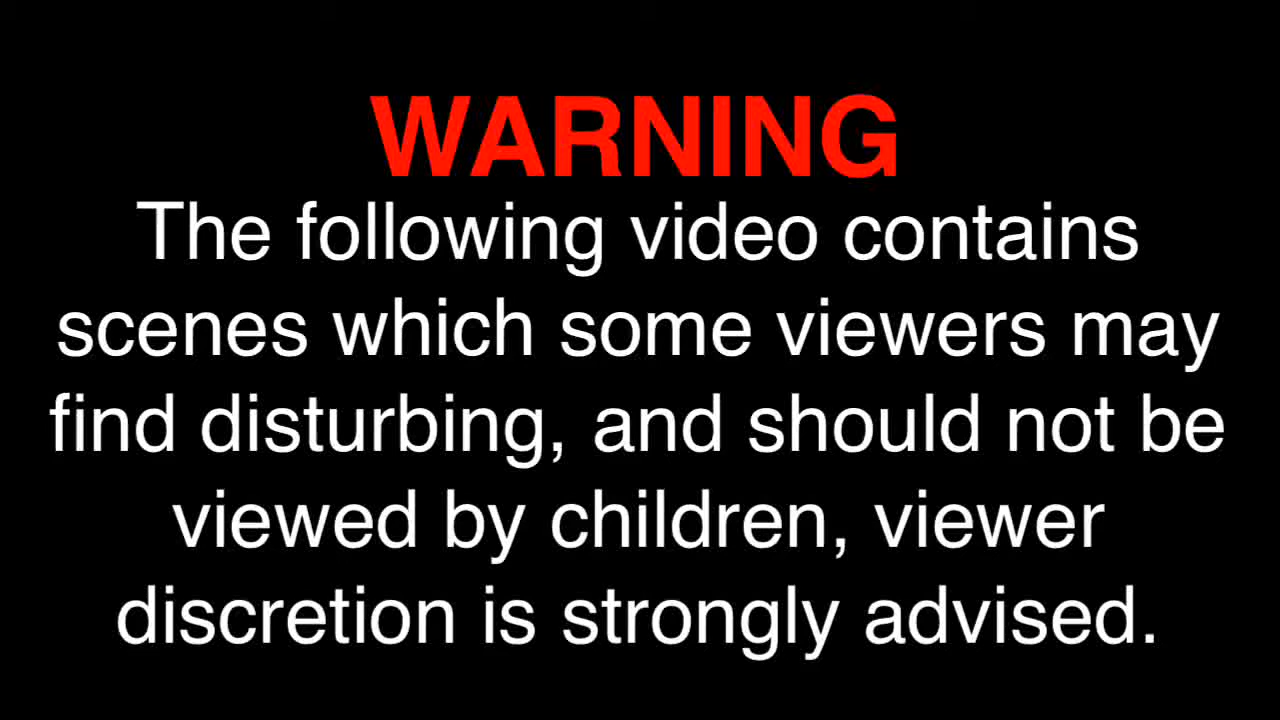 WARNING
The following video contains
scenes which some viewers may
find disturbing, and should not be
viewed by children, viewer
discretion is strongly advised.